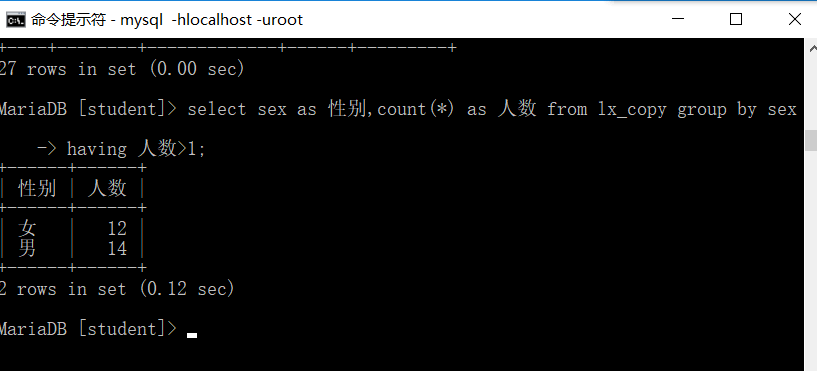 命令提示符 - mysql  -hlocalhost -uroot
+----+--------+--------------+------+---------+
27 rows in set (0.00 sec)
MariaDB [student]> select sex as 性别,count(*) as 人数 from lx_copy group by sex
    -> having 人数>1;
+------+------+
| 性别 | 人数 |
+------+------+
| 女   |   12 |
| 男   |   14 |
+------+------+
2 rows in set (0.12 sec)
MariaDB [student]>